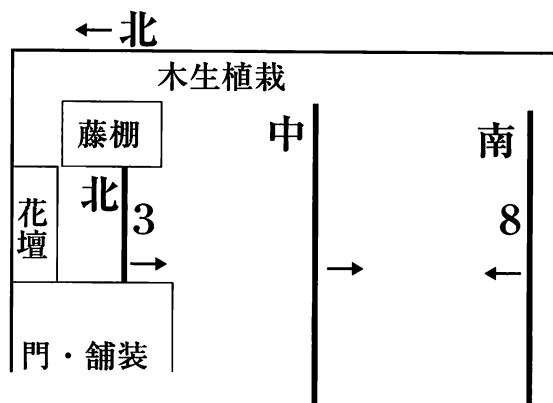 ←北
木生植栽
藤棚
中
南
北
3
8
花壇
→
→
←
門・舗装